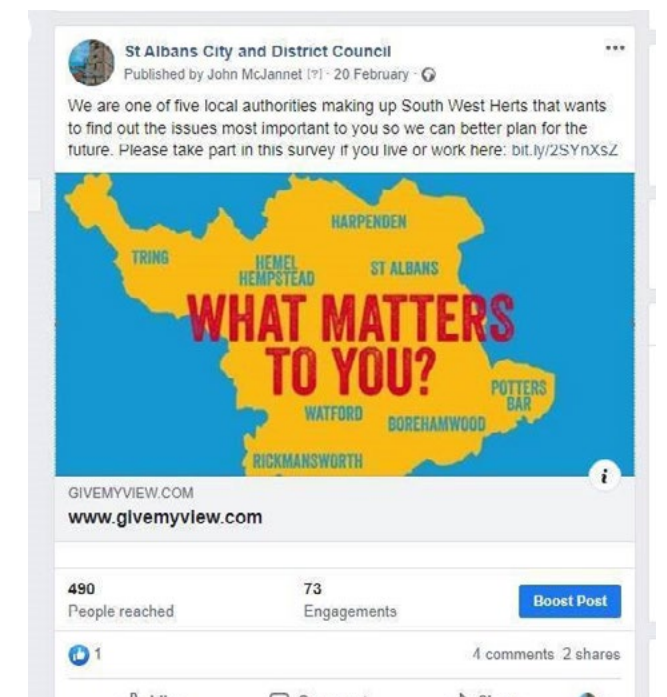 St Albans City and District Council
Published by John McJannet [?] · 20 February ·
We are one of five local authorities making up South West Herts that wants
to find out the issues most important to you so we can better plan for the
future. Please take part in this survey if you live or work here: bit.ly/2SYnXsZ
HARPENDEN
TRING
HEMEL
HEMPSTEAD
ST ALBANS
WHAT MATTERS
TO YOU?
POTTERS
BAR
WATFORD
BOREHAMWOOD
RICKMANSWORTH
i
GIVEMYVIEW.COM
www.givemyview.com
490
People reached
73
Engagements
Boost Post
1
4 comments 2 shares